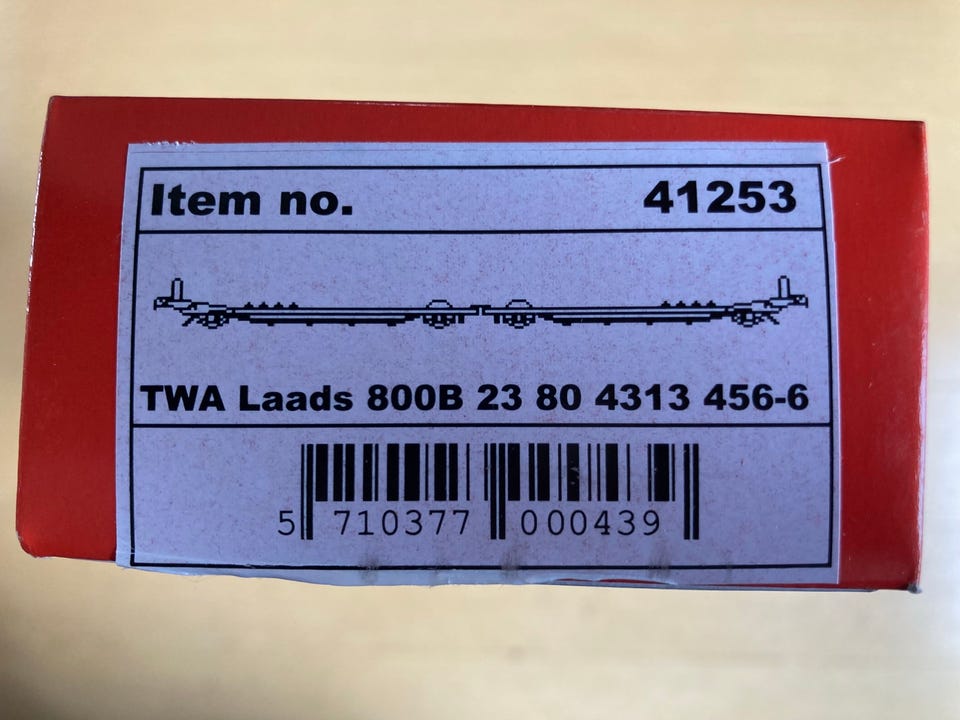 Item no. 41253
TWA Laads 800B 23 80 4313 456-6
5 710377 000439